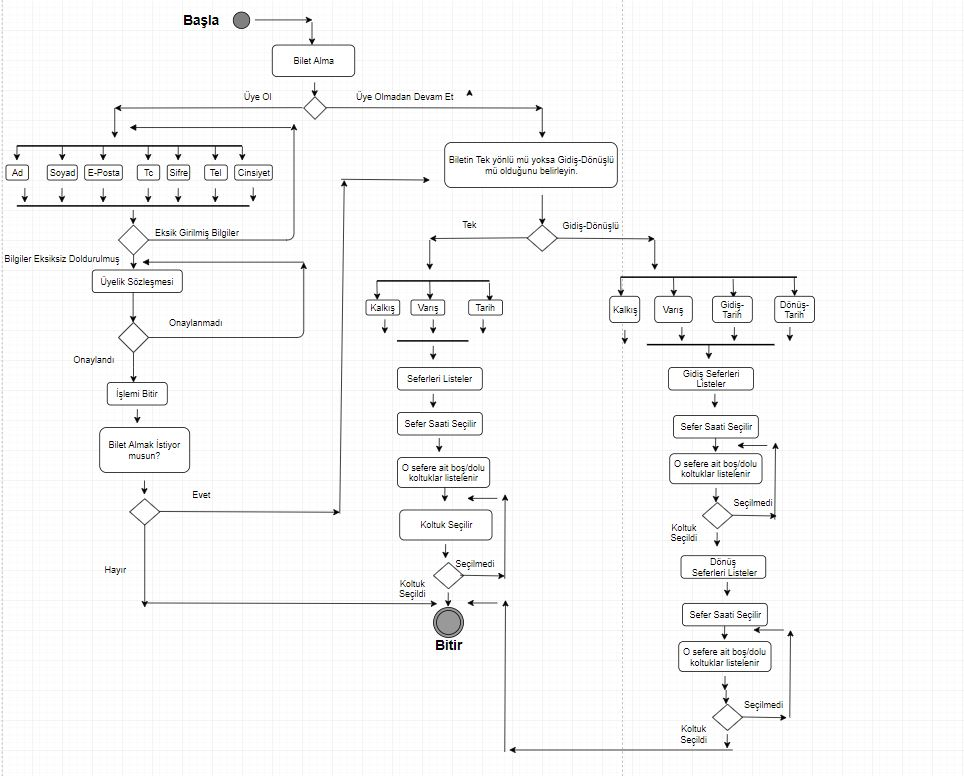 Başla
Bilet Alma
Üye Ol
Üye Olmadan Devam Et
Ad
Soyad
E-Posta
Tc
Sifre
Tel
Cinsiyet
Eksik Girilmiş Bilgiler
Bilgiler Eksiksiz Doldurulmuş
Üyelik Sözleşmesi
Onaylanmadı
Onaylandı
İşlemi Bitir
Bilet Almak İstiyor
musun?
Evet
Hayır
Biletin Tek yönlü mü yoksa Gidiş-Dönüşlü
mü olduğunu belirleyin.
Tek
Gidiş-Dönüşlü
Kalkış
Varış
Tarih
Seferleri Listeler
Sefer Saati Seçilir
O sefere ait boş/dolu
koltuklar listelenir
Koltuk Seçilir
Seçilmedi
Koltuk
Seçildi
Bitir
Kalkış
Varış
Gidiş-
Tarih
Dönüş-
Tarih
Gidiş Seferleri
Listeler
Sefer Saati Seçilir
O sefere ait boş/dolu
koltuklar listelenir
Seçilmedi
Koltuk
Seçildi
Dönüş
Seferleri Listeler
Sefer Saati Seçilir
O sefere ait boş/dolu
koltuklar listelenir
Seçilmedi
Koltuk
Seçildi